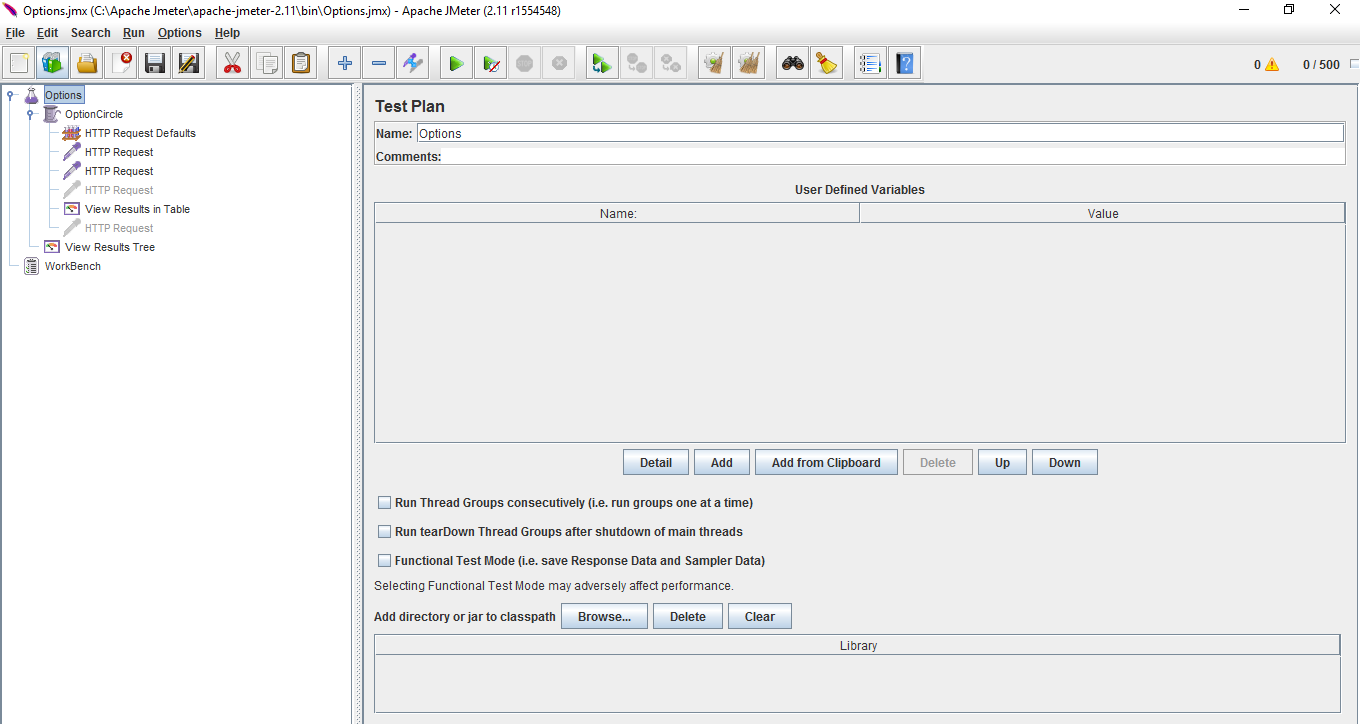 Options.jmx (C:\Apache Jmeter\apache-jmeter-2.11\bin\Options.jmx) - Apache JMeter (2.11 r1554548)
File Edit Search Run Options Help
0 0 / 500
Options
OptionCircle
HTTP Request Defaults
HTTP Request
HTTP Request
HTTP Request
View Results in Table
HTTP Request
View Results Tree
WorkBench
Test Plan
Name: Options
Comments:
User Defined Variables
Name: Value
Detail Add Add from Clipboard Delete Up Down
Run Thread Groups consecutively (i.e. run groups one at a time)
Run tearDown Thread Groups after shutdown of main threads
Functional Test Mode (i.e. save Response Data and Sampler Data)
Selecting Functional Test Mode may adversely affect performance.
Add directory or jar to classpath Browse... Delete Clear
Library